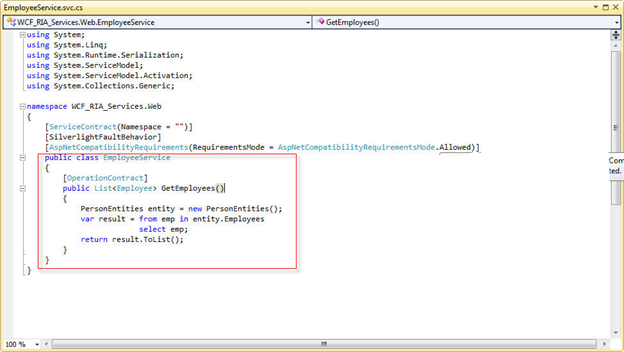 EmployeeService.svc.cs
WCF_RIA_Services.Web.EmployeeService
GetEmployees()
using System;
using System.Linq;
using System.Runtime.Serialization;
using System.ServiceModel;
using System.ServiceModel.Activation;
using System.Collections.Generic;
namespace WCF_RIA_Services.Web
{
[ServiceContract(Namespace = "")]
[SilverlightFaultBehavior]
[AspNetCompatibilityRequirements(RequirementsMode = AspNetCompatibilityRequirementsMode.Allowed)]
public class EmployeeService
{
[OperationContract]
public List<Employee> GetEmployees()
{
PersonEntities entity = new PersonEntities();
var result = from emp in entity.Employees
select emp;
return result.ToList();
}
}
}
Com
ted.
100 %